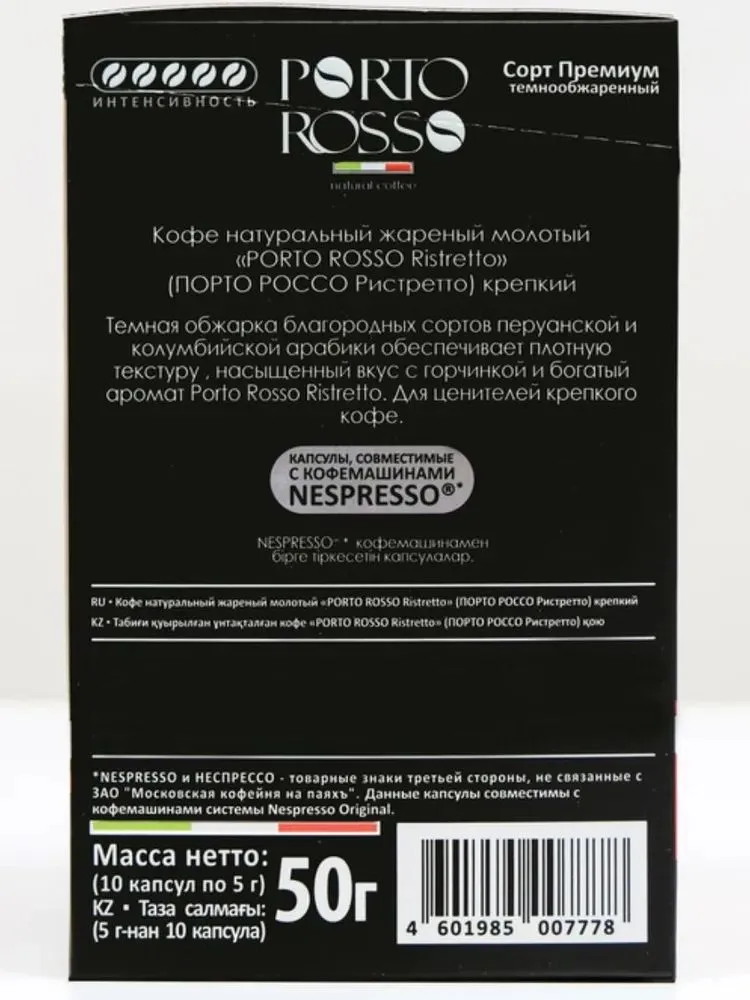 ИНТЕНСИВНОСТЬ
PORTO
ROSSO
natural coffee
Сорт Премиум
темнообжаренный
Кофе натуральный жареный молотый
«PORTO ROSSO Ristretto»
(ПОРТО РОССО Ристретто) крепкий
Темная обжарка благородных сортов перуанской и
колумбийской арабики обеспечивает плотную
текстуру , насыщенный вкус с горчинкой и богатый
аромат Porto Rosso Ristretto. Для ценителей крепкого
кофе.
КАПСУЛЫ, СОВМЕСТИМЫЕ
С КОФЕМАШИНАМИ
NESPRESSO®*
NESPRESSO™* кофемашинамен
бірге тіркесетін капсулалар.
RU • Кофе натуральный жареный молотый «PORTO ROSSO Ristretto» (ПОРТО РОССО Ристретто) крепкий
KZ • Табиғи қуырылған ұнтақталған кофе «PORTO ROSSO Ristretto» (ПОРТО РОССО Ристретто) қою
*NESPRESSO и НЕСПРЕССО - товарные знаки третьей стороны, не связанные с
ЗАО "Московская кофейня на паяхъ". Данные капсулы совместимы с
кофемашинами системы Nespresso Original.
Масса нетто:
(10 капсул по 5 г)
KZ • Таза салмағы:
(5 г-нан 10 капсула)
50г
4 601985 007778